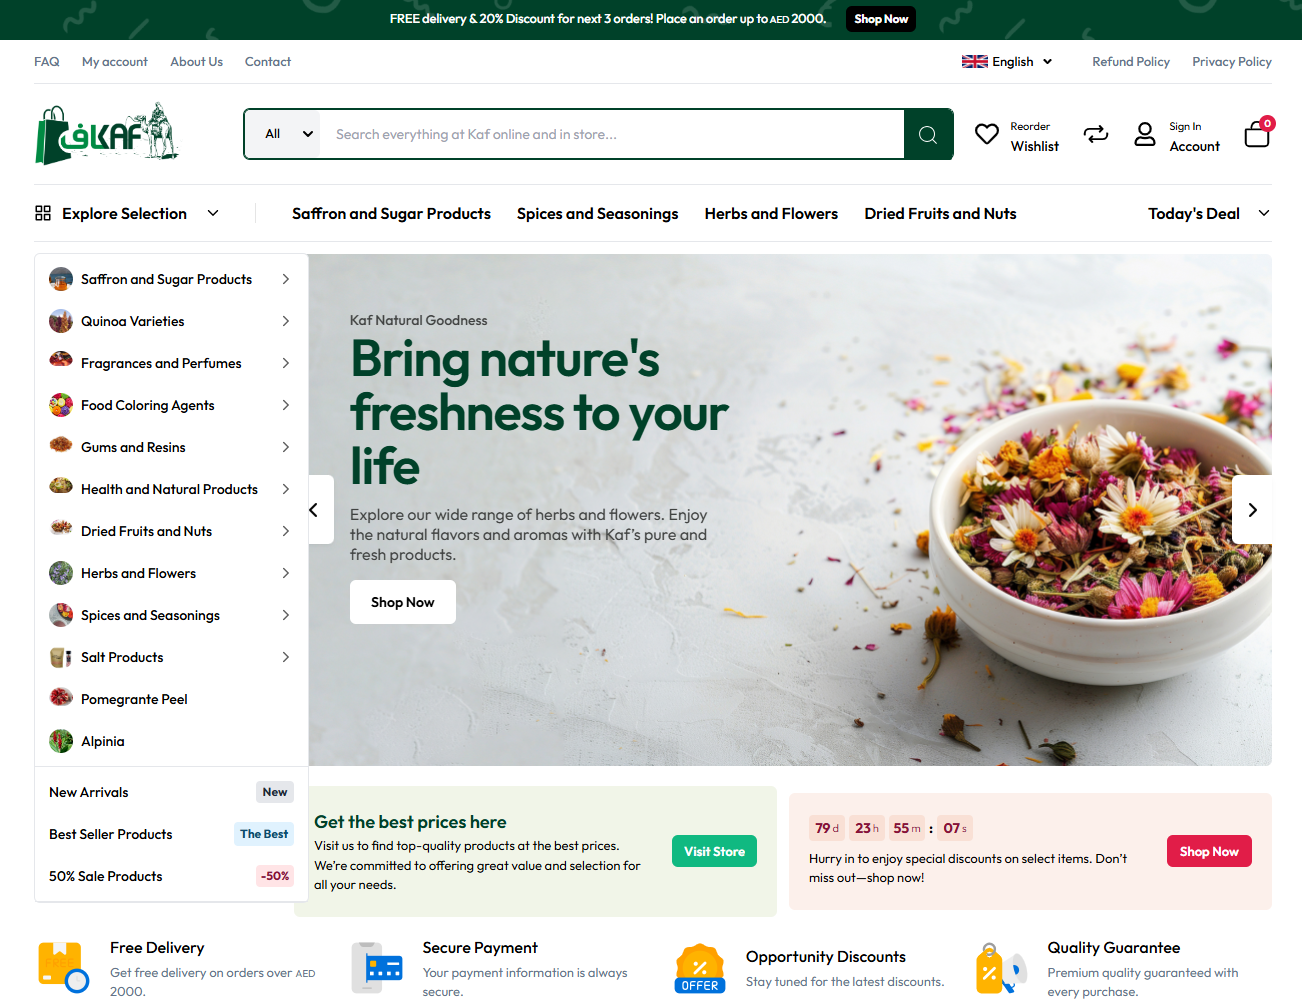 FREE delivery & 20% Discount for next 3 orders! Place an order up to AED 2000.
Shop Now
FAQ
My account
About Us
Contact
English
Refund Policy
Privacy Policy
كاف KAF
All
Search everything at Kaf online and in store...
Reorder
Wishlist
Sign In
Account
0
Explore Selection
Saffron and Sugar Products
Spices and Seasonings
Herbs and Flowers
Dried Fruits and Nuts
Today's Deal
Saffron and Sugar Products
Quinoa Varieties
Fragrances and Perfumes
Food Coloring Agents
Gums and Resins
Health and Natural Products
Dried Fruits and Nuts
Herbs and Flowers
Spices and Seasonings
Salt Products
Pomegrante Peel
Alpinia
New Arrivals
New
Best Seller Products
The Best
50% Sale Products
-50%
Kaf Natural Goodness
Bring nature's
freshness to your
life
Explore our wide range of herbs and flowers. Enjoy
the natural flavors and aromas with Kaf's pure and
fresh products.
Shop Now
Get the best prices here
Visit us to find top-quality products at the best prices.
We're committed to offering great value and selection for
all your needs.
Visit Store
79 d 23 h 55 m : 07 s
Hurry in to enjoy special discounts on select items. Don't
miss out—shop now!
Shop Now
FREE
Free Delivery
Get free delivery on orders over AED
2000.
Secure Payment
Your payment information is always
secure.
OFFER
Opportunity Discounts
Stay tuned for the latest discounts.
Quality Guarantee
Premium quality guaranteed with
every purchase.